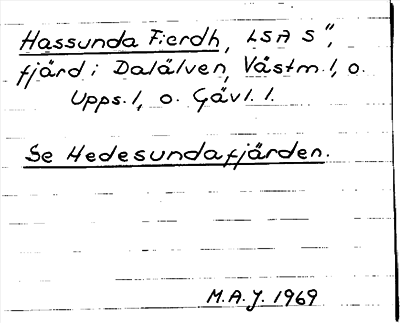 Hassunda Fierdh, LSA S",
fjärd i Dalälven, Västm.l, o.
Upps.l, o. Gävl. l.
Se Hedesundafjärden.
M.A.J. 1969